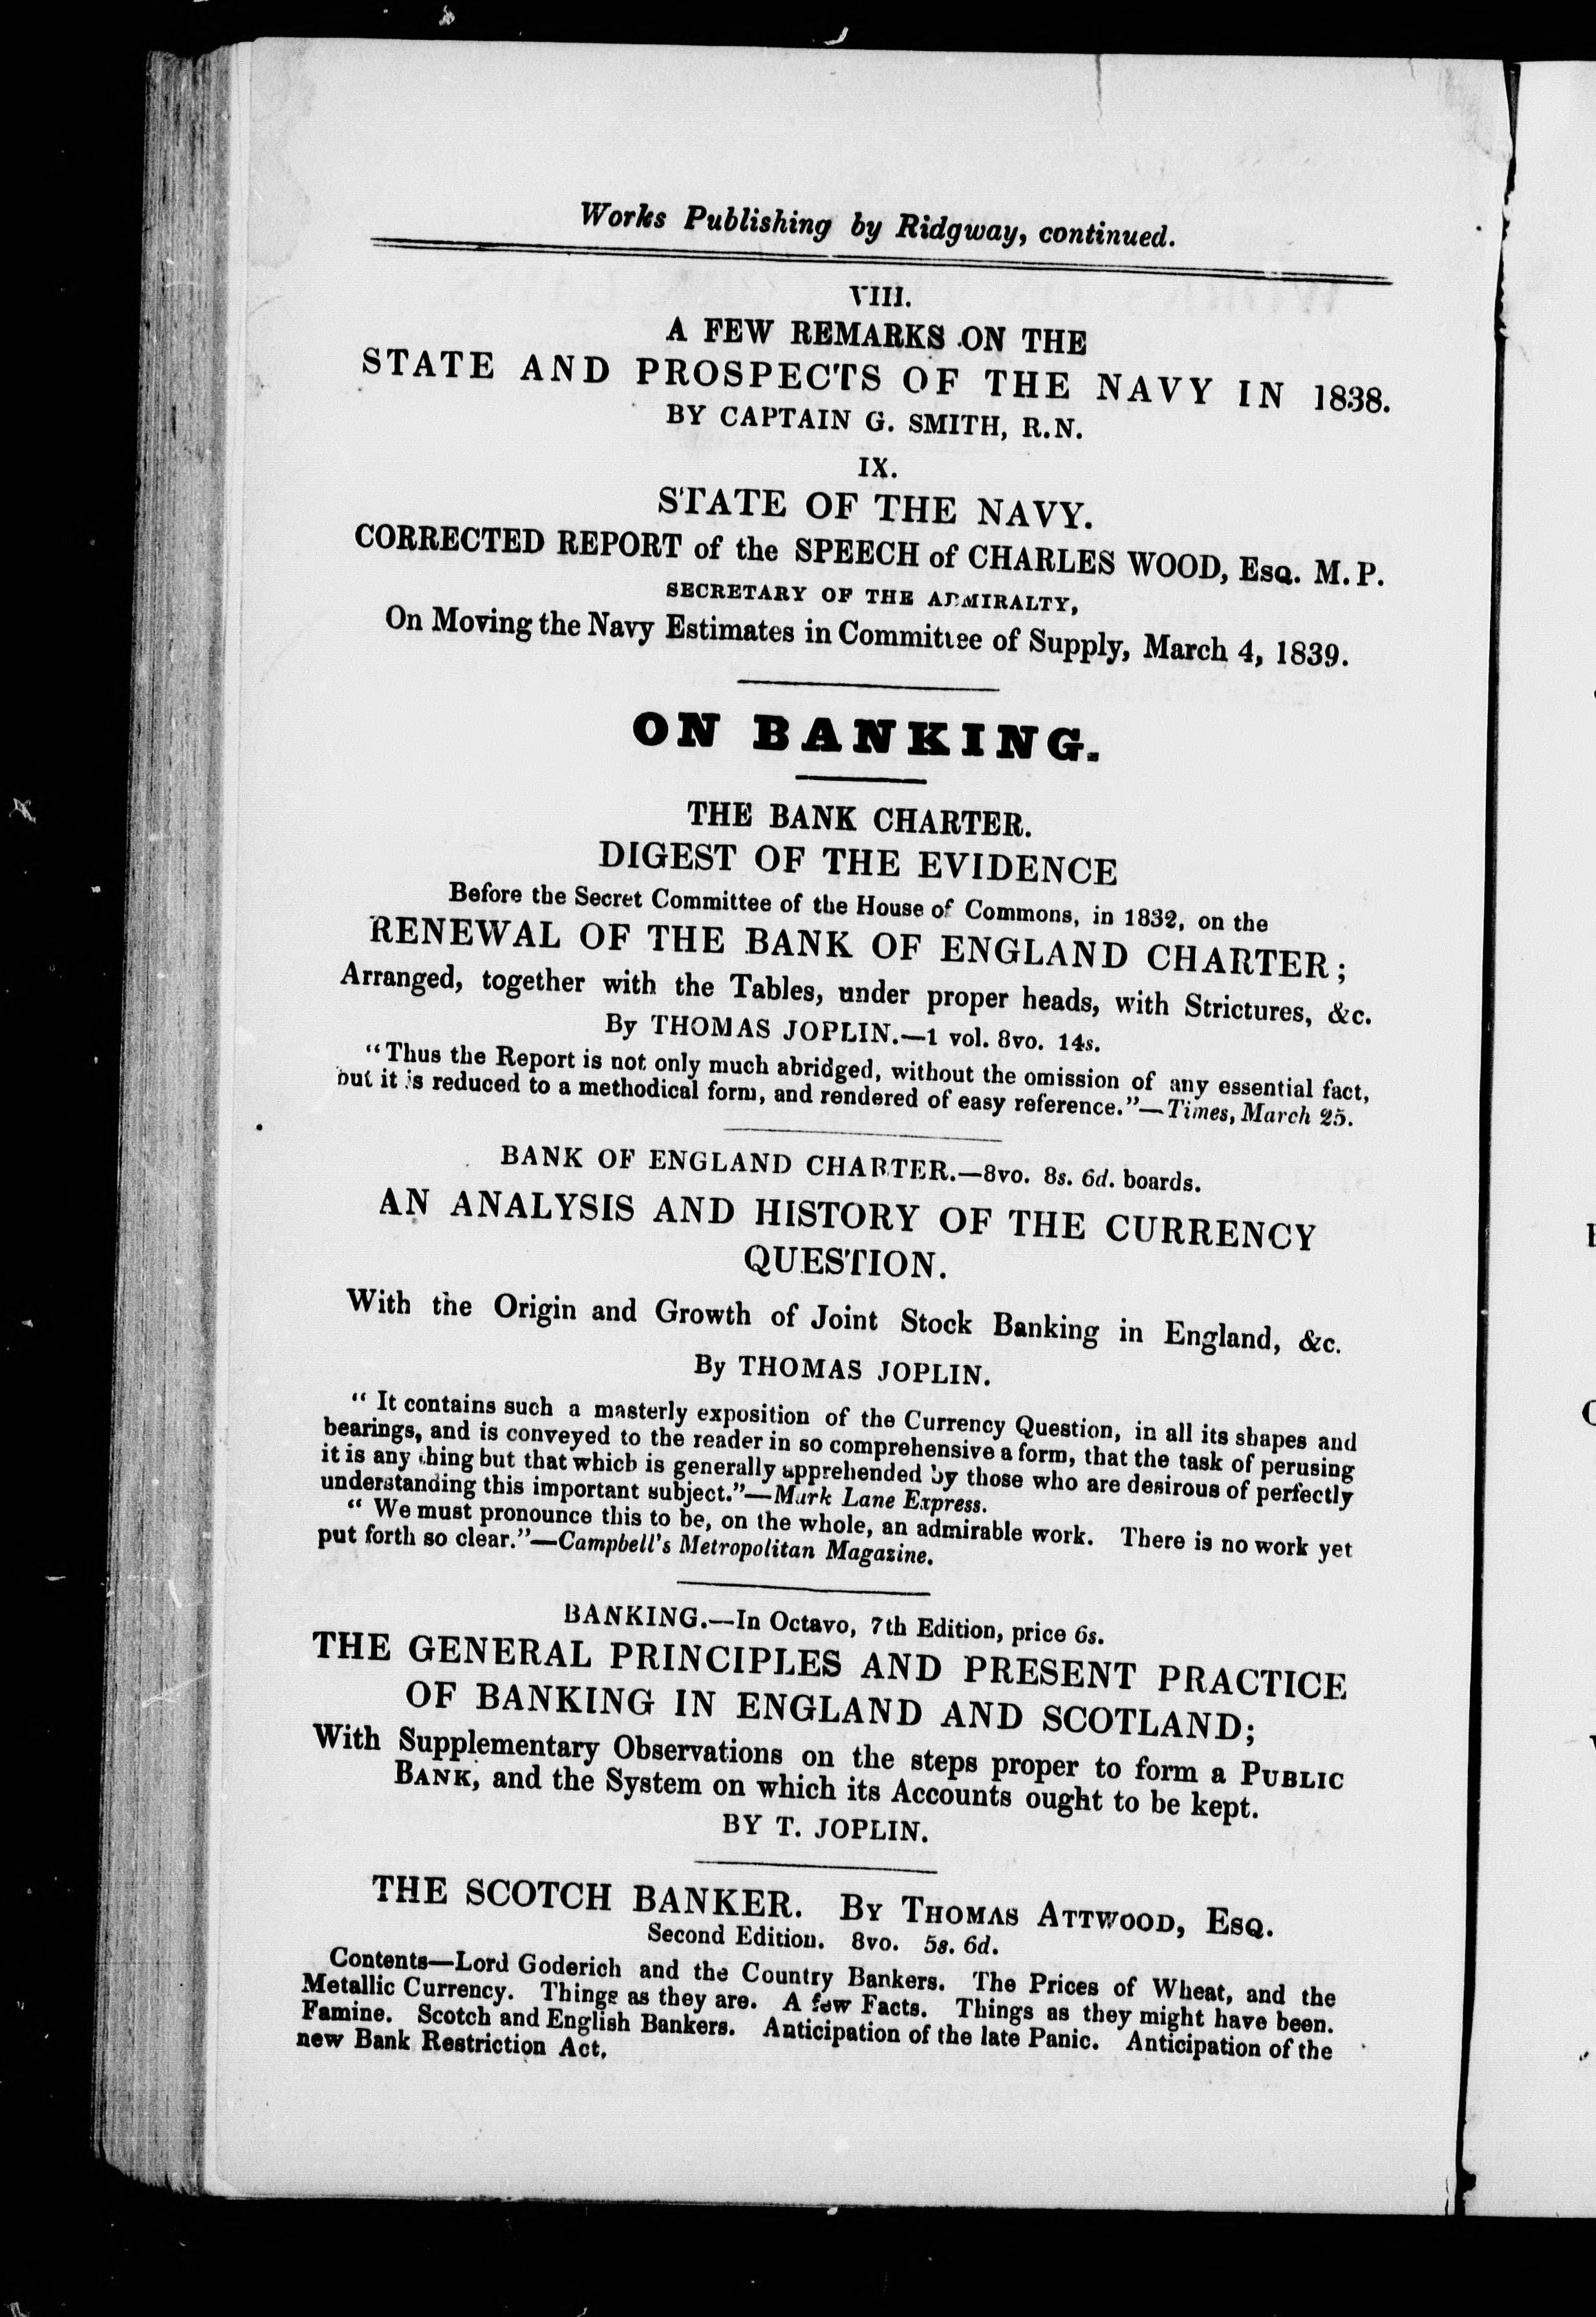 Works Publishing by Ridgway, continued.
VIII.
A FEW REMARKS ON THE
STATE AND PROSPECTS OF THE NAVY IN 1838.
BY CAPTAIN G. SMITH, R.N.
IX.
STATE OF THE NAVY.
CORRECTED REPORT of the SPEECH of CHARLES WOOD, Esq. M.P.
SECRETARY OF THE ADMIRALTY,
On Moving the Navy Estimates in Committee of Supply, March 4, 1839.
ON BANKING.
THE BANK CHARTER.
DIGEST OF THE EVIDENCE
Before the Secret Committee of the House of Commons, in 1832, on the
RENEWAL OF THE BANK OF ENGLAND CHARTER;
Arranged, together with the Tables, under proper heads, with Strictures, &c.
By THOMAS JOPLIN.—1 vol. 8vo. 14s.
"Thus the Report is not only much abridged, without the omission of any essential fact,
but it is reduced to a methodical form, and rendered of easy reference."—Times, March 25.
BANK OF ENGLAND CHARTER.—8vo. 8s. 6d. boards.
AN ANALYSIS AND HISTORY OF THE CURRENCY
QUESTION.
With the Origin and Growth of Joint Stock Banking in England, &c.
By THOMAS JOPLIN.
"It contains such a masterly exposition of the Currency Question, in all its shapes and
bearings, and is conveyed to the reader in so comprehensive a form, that the task of perusing
it is any thing but that which is generally apprehended by those who are desirous of perfectly
understanding this important subject."—Mark Lane Express.
"We must pronounce this to be, on the whole, an admirable work. There is no work yet
put forth so clear."—Campbell's Metropolitan Magazine.
BANKING.—In Octavo, 7th Edition, price 6s.
THE GENERAL PRINCIPLES AND PRESENT PRACTICE
OF BANKING IN ENGLAND AND SCOTLAND;
With Supplementary Observations on the steps proper to form a PUBLIC
BANK, and the System on which its Accounts ought to be kept.
BY T. JOPLIN.
THE SCOTCH BANKER. BY THOMAS ATTWOOD, ESQ.
Second Edition. 8vo. 5s. 6d.
Contents—Lord Goderich and the Country Bankers. The Prices of Wheat, and the
Metallic Currency. Things as they are. A few Facts. Things as they might have been.
Famine. Scotch and English Bankers. Anticipation of the late Panic. Anticipation of the
new Bank Restriction Act.